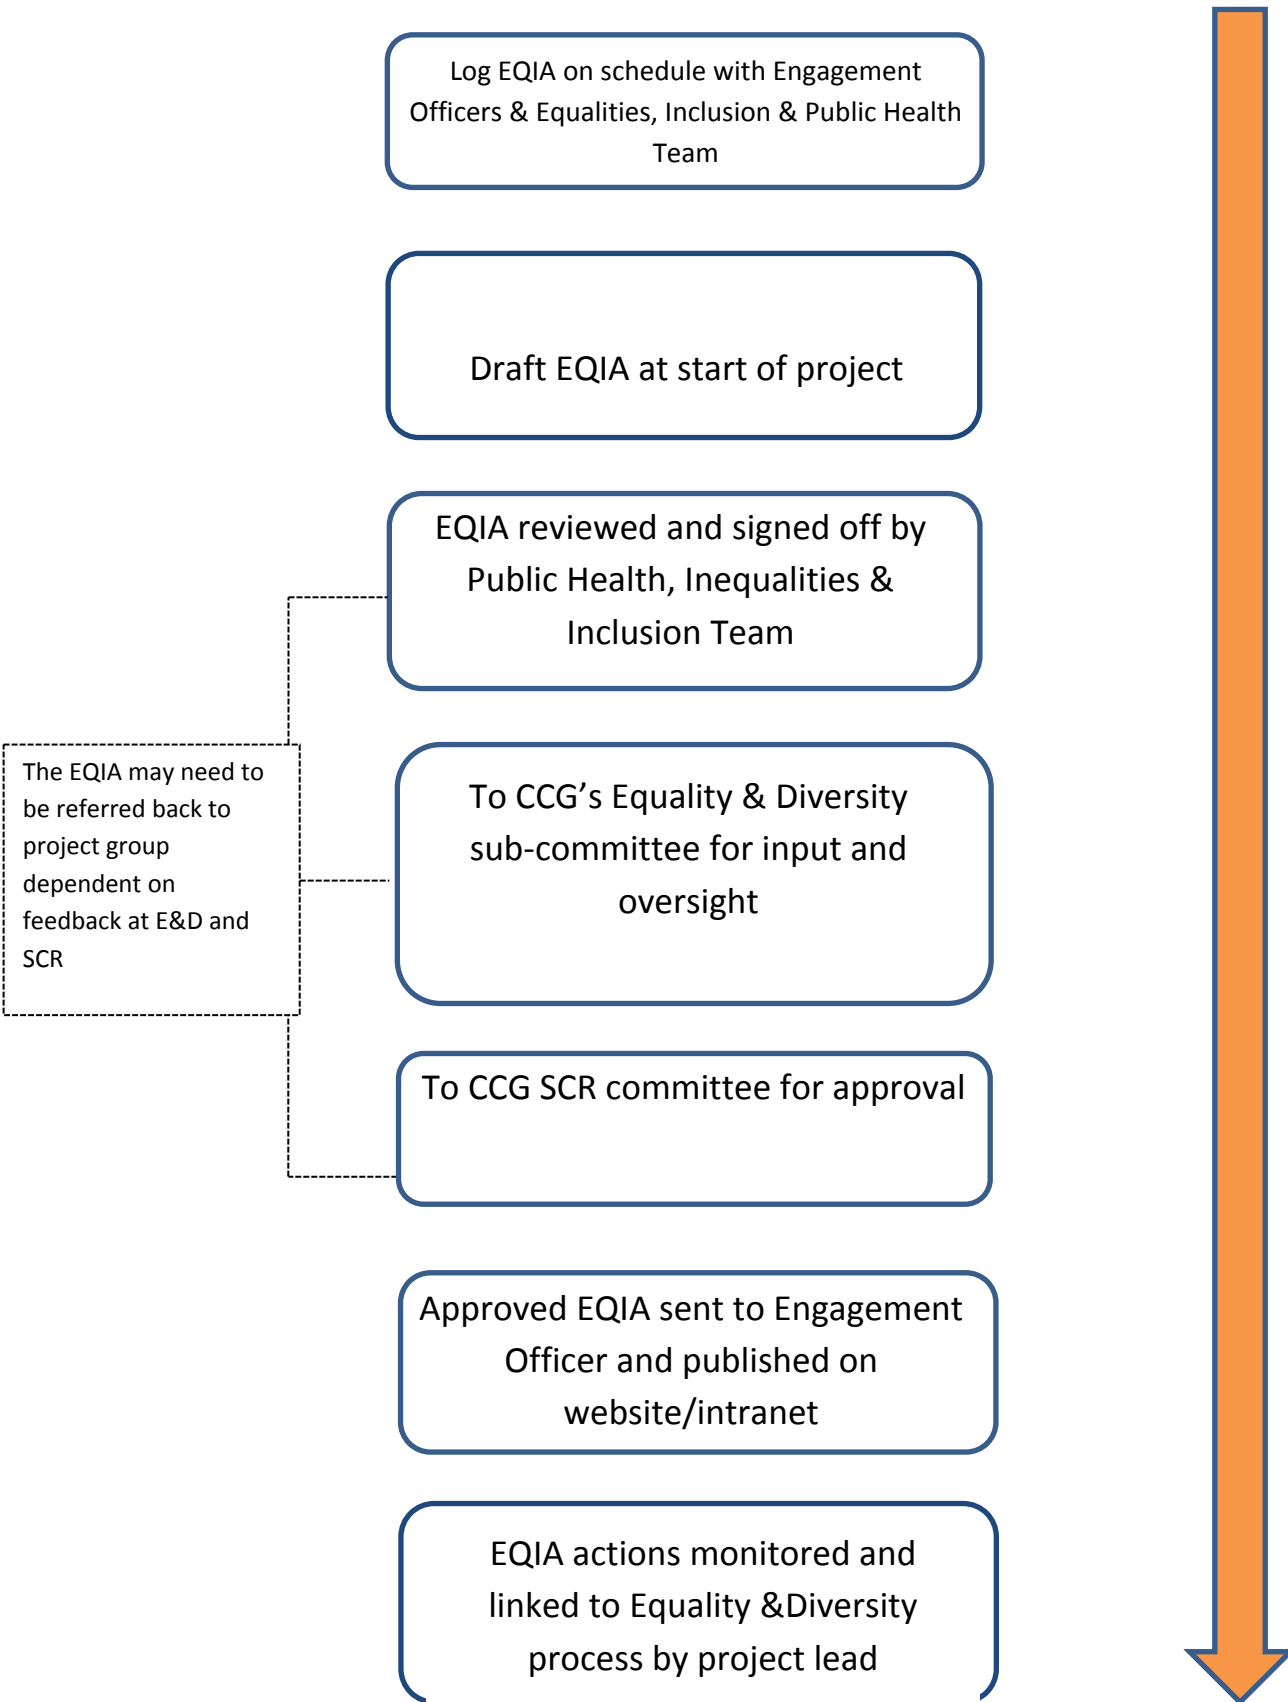 Log EQIA on schedule with Engagement
Officers & Equalities, Inclusion & Public Health
Team
Draft EQIA at start of project
EQIA reviewed and signed off by
Public Health, Inequalities &
Inclusion Team
The EQIA may need to
be referred back to
project group
dependent on
feedback at E&D and
SCR
To CCG’s Equality & Diversity
sub-committee for input and
oversight
To CCG SCR committee for approval
Approved EQIA sent to Engagement
Officer and published on
website/intranet
EQIA actions monitored and
linked to Equality &Diversity
process by project lead